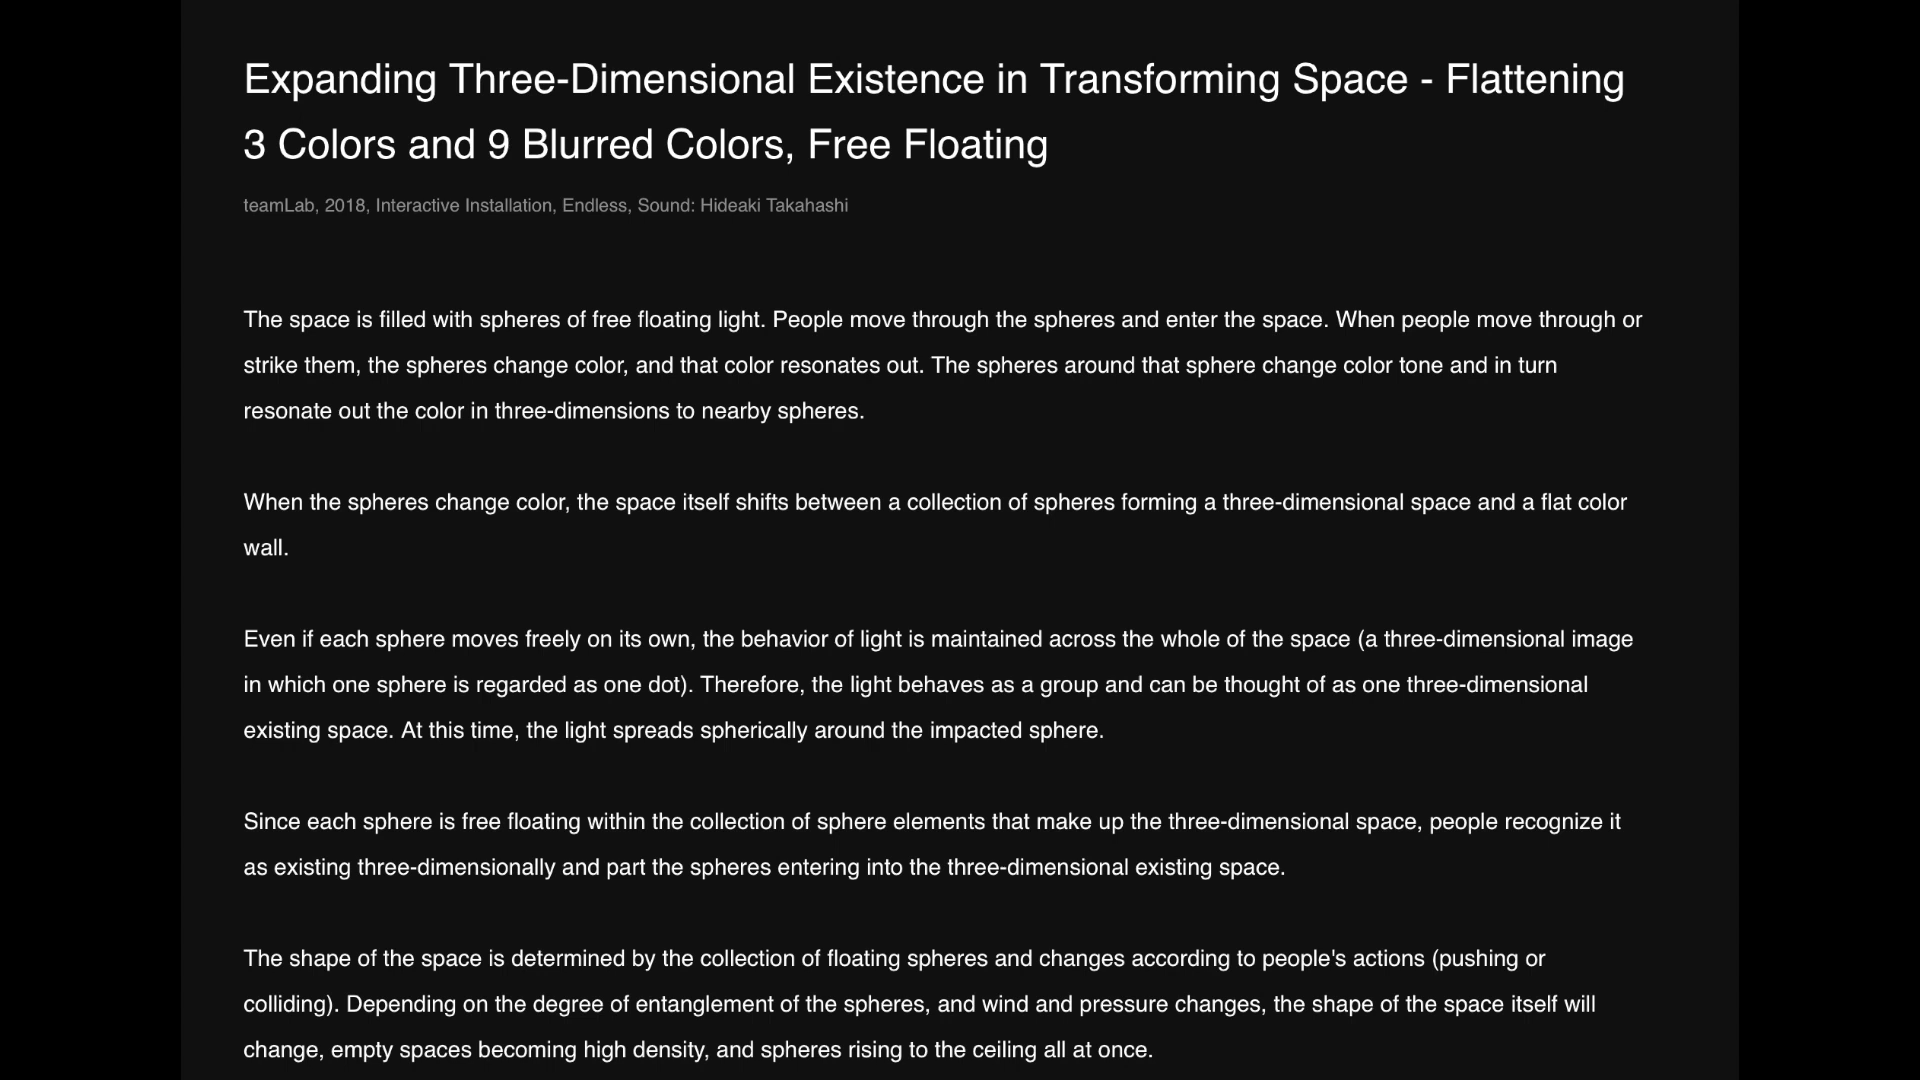 Expanding Three-Dimensional Existence in Transforming Space - Flattening
3 Colors and 9 Blurred Colors, Free Floating
teamLab, 2018, Interactive Installation, Endless, Sound: Hideaki Takahashi
The space is filled with spheres of free floating light. People move through the spheres and enter the space. When people move through or
strike them, the spheres change color, and that color resonates out. The spheres around that sphere change color tone and in turn
resonate out the color in three-dimensions to nearby spheres.
When the spheres change color, the space itself shifts between a collection of spheres forming a three-dimensional space and a flat color
wall.
Even if each sphere moves freely on its own, the behavior of light is maintained across the whole of the space (a three-dimensional image
in which one sphere is regarded as one dot). Therefore, the light behaves as a group and can be thought of as one three-dimensional
existing space. At this time, the light spreads spherically around the impacted sphere.
Since each sphere is free floating within the collection of sphere elements that make up the three-dimensional space, people recognize it
as existing three-dimensionally and part the spheres entering into the three-dimensional existing space.
The shape of the space is determined by the collection of floating spheres and changes according to people's actions (pushing or
colliding). Depending on the degree of entanglement of the spheres, and wind and pressure changes, the shape of the space itself will
change, empty spaces becoming high density, and spheres rising to the ceiling all at once.